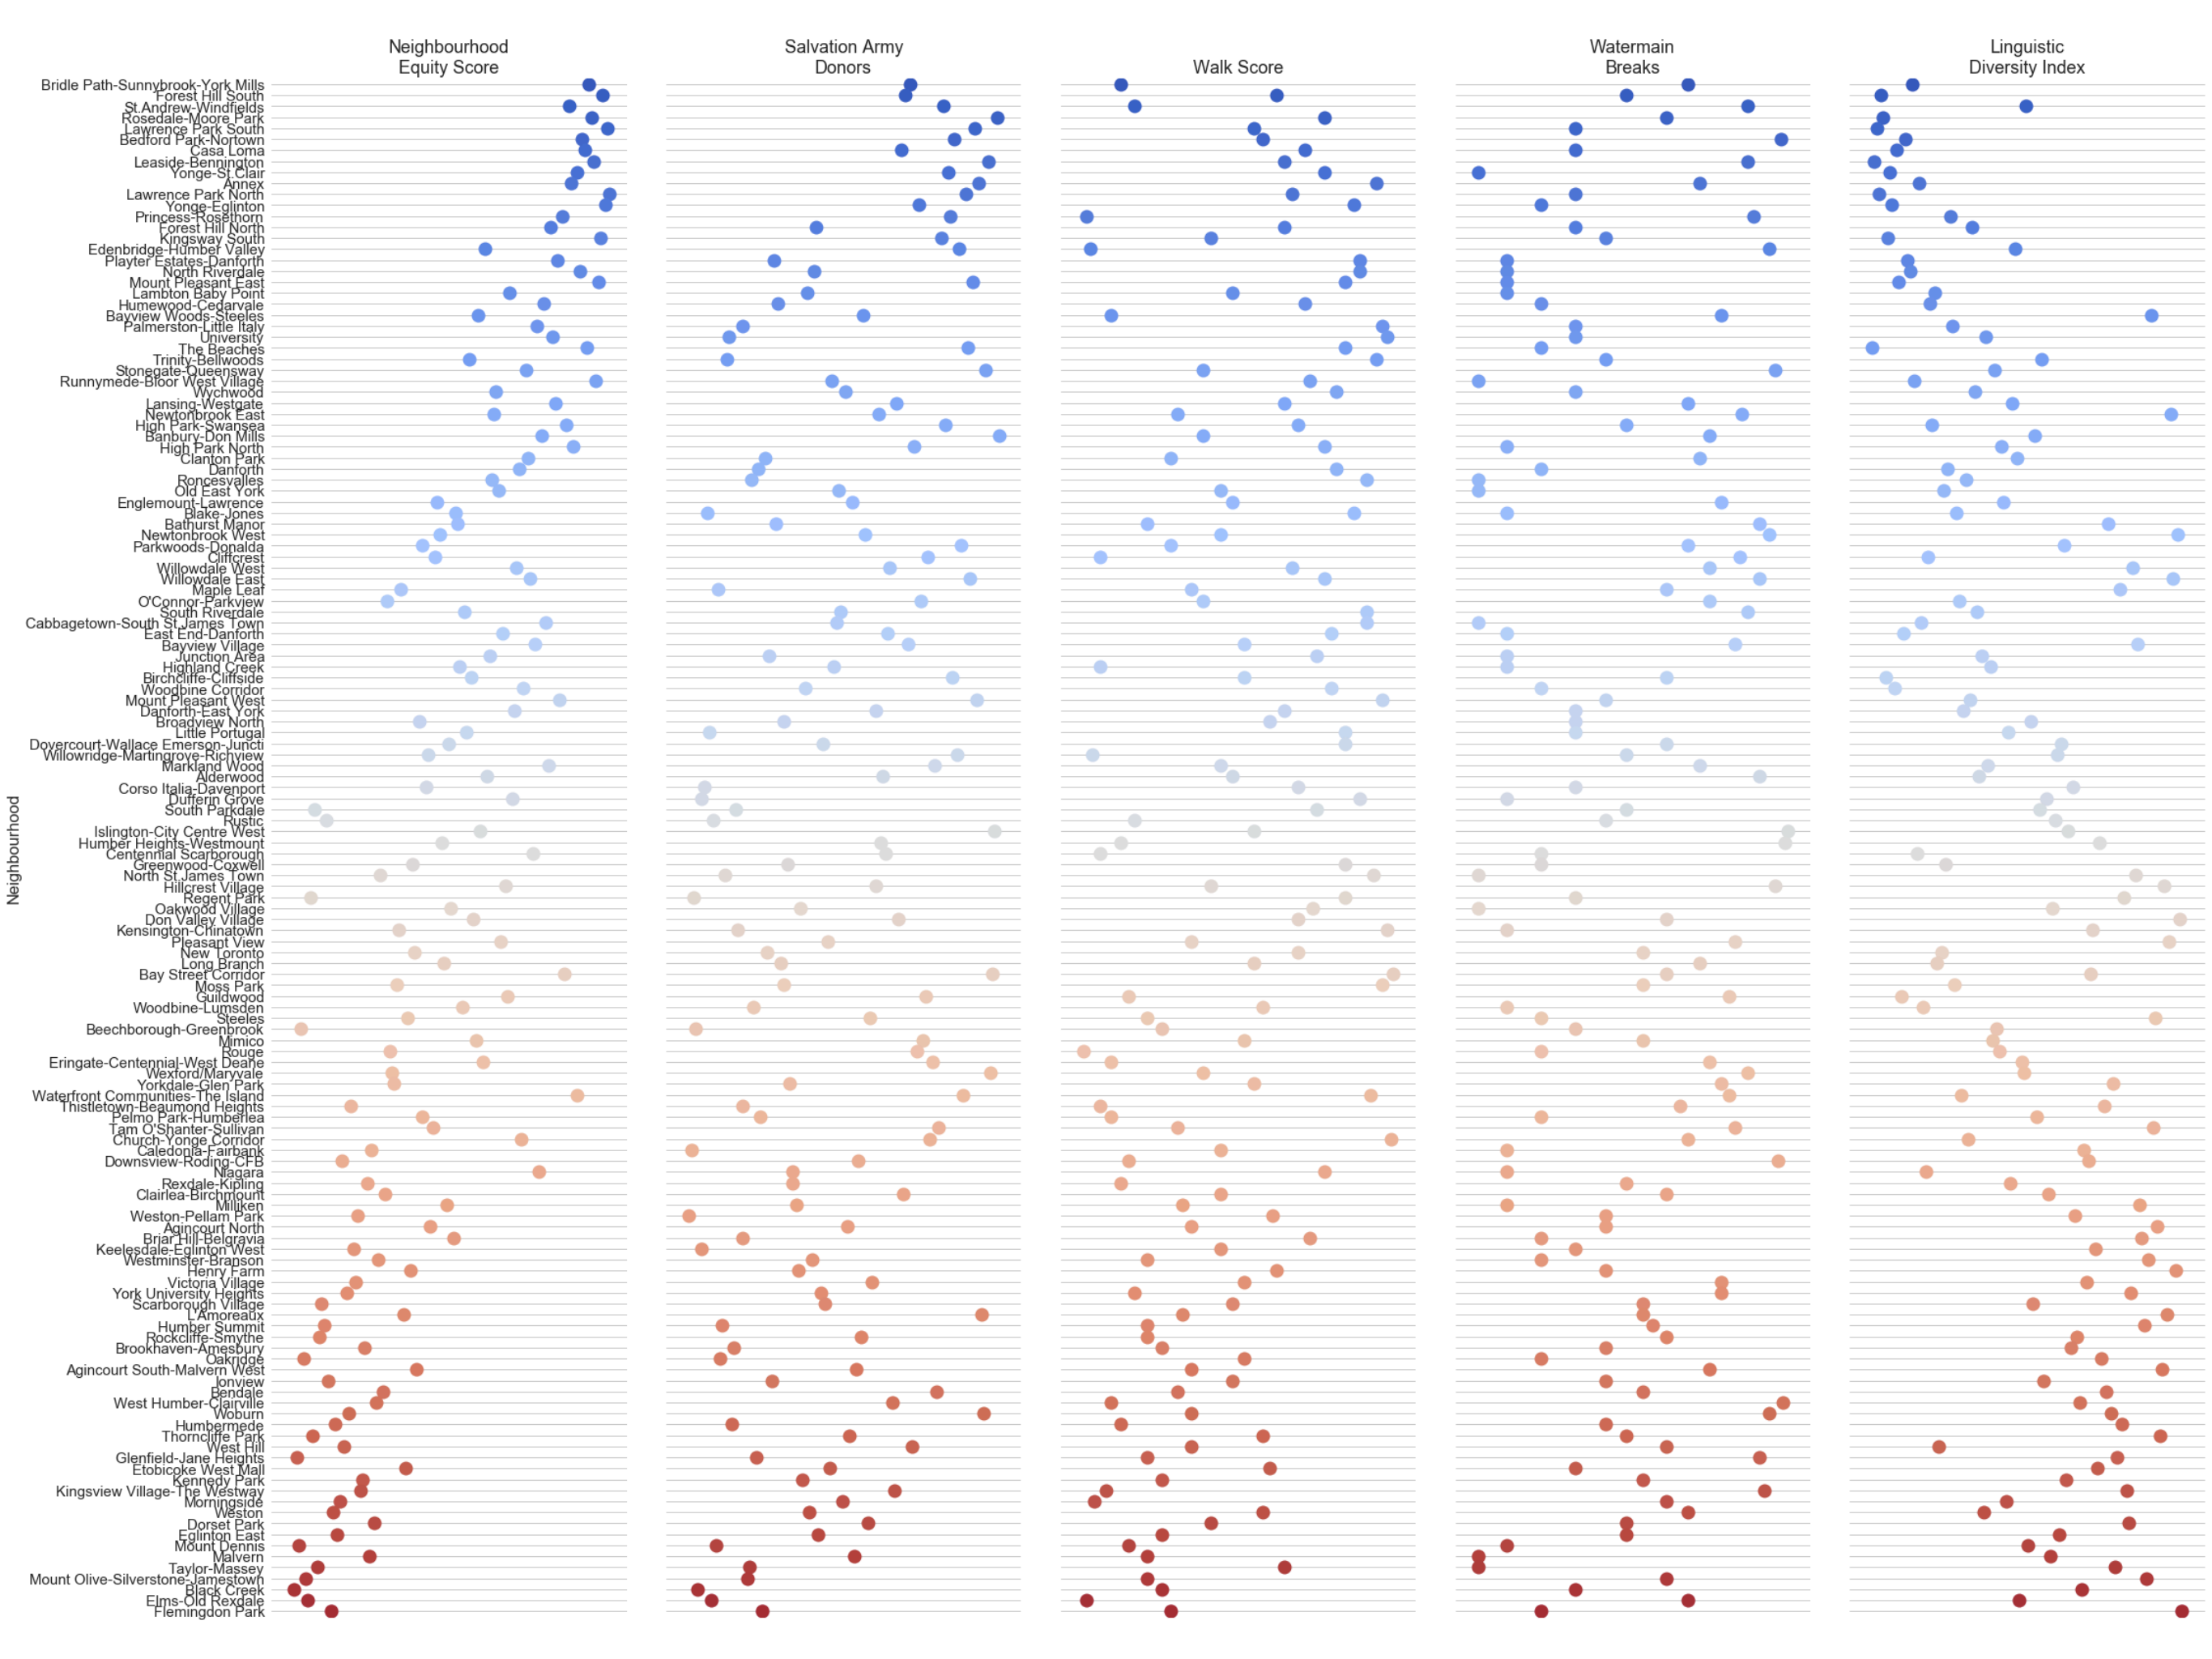 Neighbourhood
Equity Score
Salvation Army
Donors
Walk Score
Watermain
Breaks
Linguistic
Diversity Index
Neighbourhood
Bridle Path-Sunnybrook-York Mills
Forest Hill South
St.Andrew-Windfields
Rosedale-Moore Park
Lawrence Park South
Bedford Park-Nortown
Casa Loma
Leaside-Bennington
Yonge-St.Clair
Annex
Lawrence Park North
Yonge-Eglinton
Princess-Rosethorn
Forest Hill North
Kingsway South
Edenbridge-Humber Valley
Playter Estates-Danforth
North Riverdale
Mount Pleasant East
Lambton Baby Point
Humewood-Cedarvale
Bayview Woods-Steeles
Palmerston-Little Italy
University
The Beaches
Trinity-Bellwoods
Stonegate-Queensway
Runnymede-Bloor West Village
Wychwood
Lansing-Westgate
Newtonbrook East
High Park-Swansea
Banbury-Don Mills
High Park North
Clanton Park
Danforth
Roncesvalles
Old East York
Englemount-Lawrence
Blake-Jones
Bathurst Manor
Newtonbrook West
Parkwoods-Donalda
Cliffcrest
Willowdale West
Willowdale East
Maple Leaf
O'Connor-Parkview
South Riverdale
Cabbagetown-South St.James Town
East End-Danforth
Bayview Village
Junction Area
Highland Creek
Birchcliffe-Cliffside
Woodbine Corridor
Mount Pleasant West
Danforth-East York
Broadview North
Little Portugal
Dovercourt-Wallace Emerson-Juncti
Willowridge-Martingrove-Richview
Markland Wood
Alderwood
Corso Italia-Davenport
Dufferin Grove
South Parkdale
Rustic
Islington-City Centre West
Humber Heights-Westmount
Centennial Scarborough
Greenwood-Coxwell
North St.James Town
Hillcrest Village
Regent Park
Oakwood Village
Don Valley Village
Kensington-Chinatown
Pleasant View
New Toronto
Long Branch
Bay Street Corridor
Moss Park
Guildwood
Woodbine-Lumsden
Steeles
Beechborough-Greenbrook
Mimico
Rouge
Eringate-Centennial-West Deane
Wexford/Maryvale
Yorkdale-Glen Park
Waterfront Communities-The Island
Thistletown-Beaumond Heights
Pelmo Park-Humberlea
Tam O'Shanter-Sullivan
Church-Yonge Corridor
Caledonia-Fairbank
Downsview-Roding-CFB
Niagara
Rexdale-Kipling
Clairlea-Birchmount
Milliken
Weston-Pellam Park
Agincourt North
Briar Hill-Belgravia
Keelesdale-Eglinton West
Westminster-Branson
Henry Farm
Victoria Village
York University Heights
Scarborough Village
L'Amoreaux
Humber Summit
Rockcliffe-Smythe
Brookhaven-Amesbury
Oakridge
Agincourt South-Malvern West
Ionview
Bendale
West Humber-Clairville
Woburn
Humbermede
Thorncliffe Park
West Hill
Glenfield-Jane Heights
Etobicoke West Mall
Kennedy Park
Kingsview Village-The Westway
Morningside
Weston
Dorset Park
Eglinton East
Mount Dennis
Malvern
Taylor-Massey
Mount Olive-Silverstone-Jamestown
Black Creek
Elms-Old Rexdale
Flemingdon Park